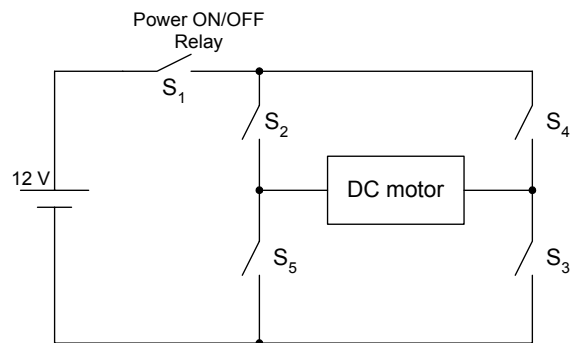 Power ON/OFF
Relay
S₁
S₂
S₄
12 V
DC motor
S₅
S₃